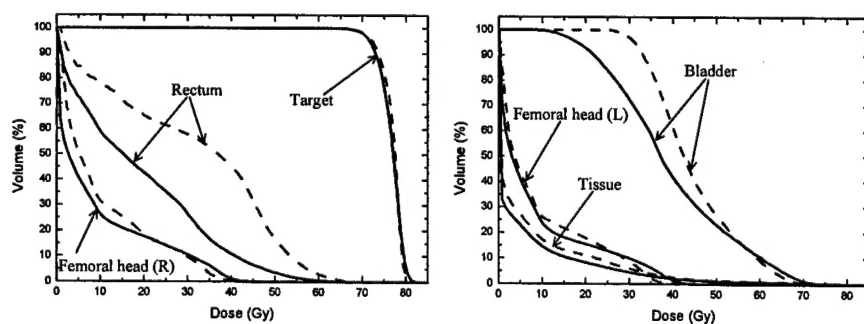 100
90
80
70
60
50
40
30
20
10
0
Volume (%)
Rectum
Target
Femoral head (R)
0 10 20 30 40 50 60 70 80
Dose (Gy)
100
90
80
70
60
50
40
30
20
10
0
Volume (%)
Bladder
Femoral head (L)
Tissue
0 10 20 30 40 50 60 70 80
Dose (Gy)